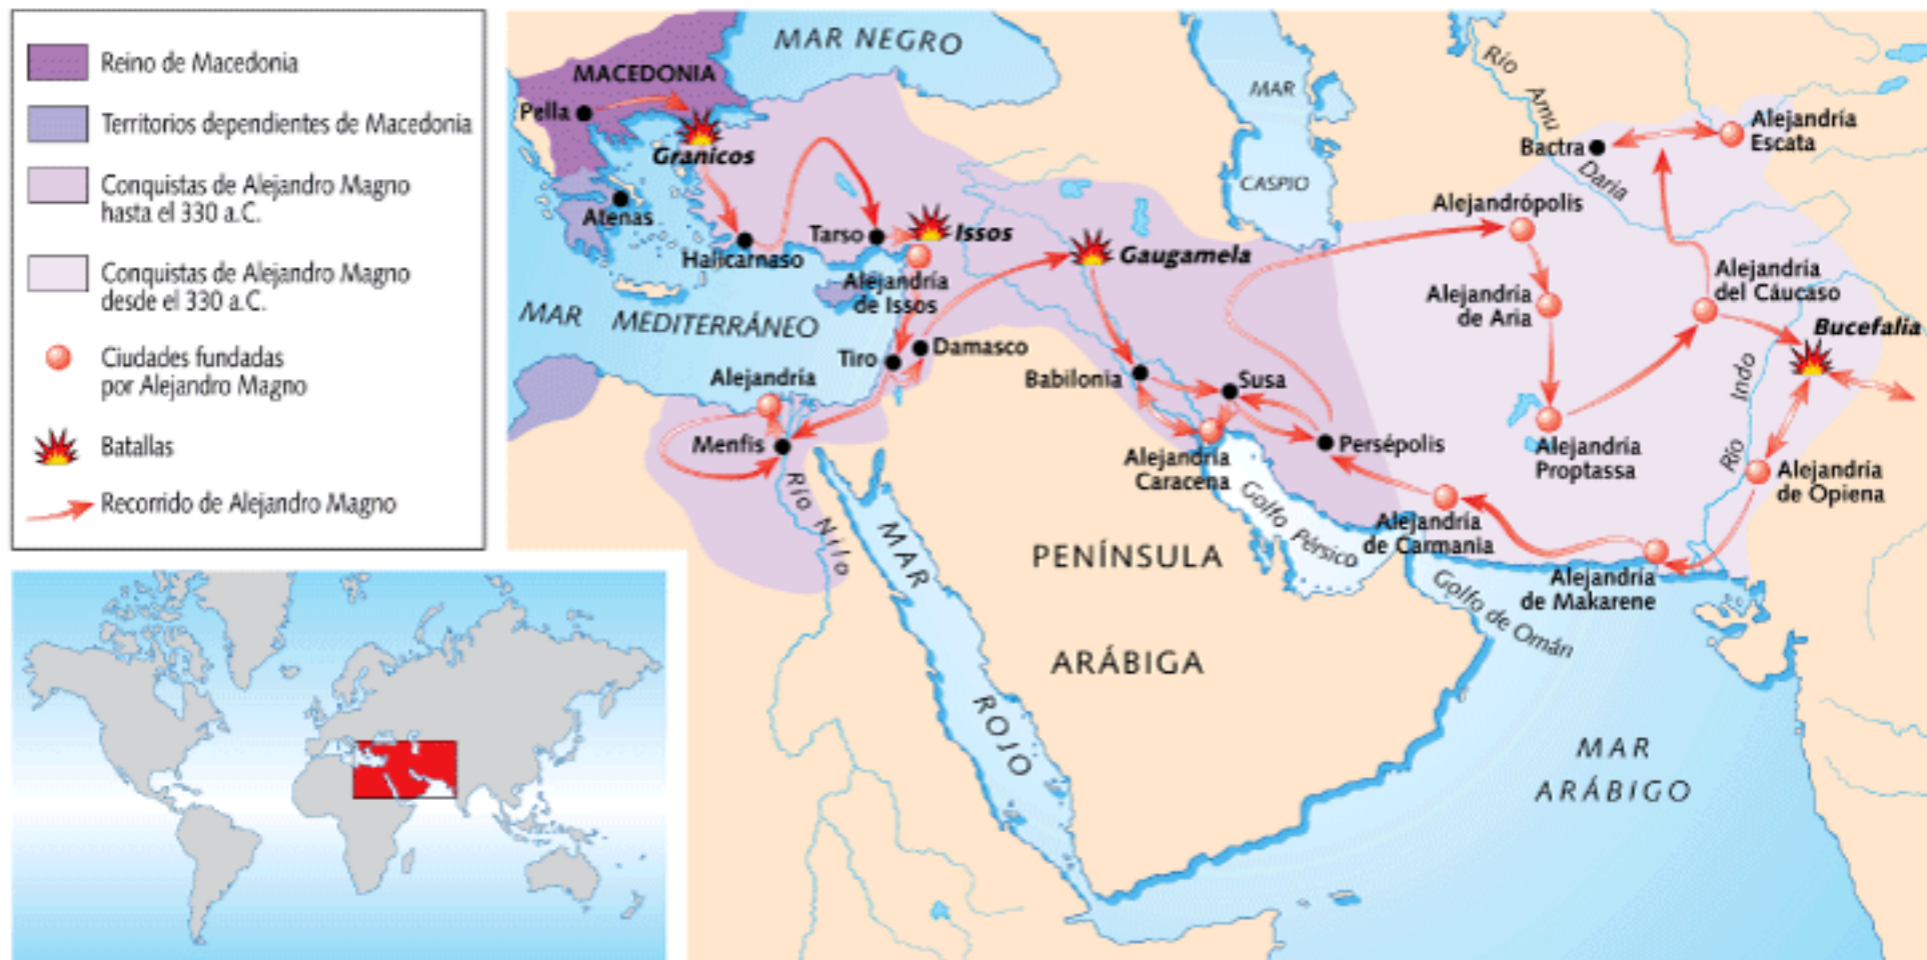 Reino de Macedonia
Territorios dependientes de Macedonia
Conquistas de Alejandro Magno
hasta el 330 a.C.
Conquistas de Alejandro Magno
desde el 330 a.C.
Ciudades fundadas
por Alejandro Magno
Batallas
Recorrido de Alejandro Magno
MAR NEGRO
MACEDONIA
Pella
Granicos
Atenas
Halicarnaso
Tarso
Issos
Alejandría
de Issos
MAR MEDITERRÁNEO
Tiro
Damasco
Alejandría
Menfis
Río Nilo
MAR
CASPIO
Gaugamela
Babilonia
Susa
Alejandría
Caracena
Persépolis
Golfo Pérsico
Río Amu Daria
Bactra
Alejandría
Escata
Alejandrópolis
Alejandría
de Aria
Alejandría
del Cáucaso
Bucefalia
Río Indo
Alejandría
Proptassa
Alejandría
de Opiena
Alejandría
de Carmania
Alejandría
de Makarene
Golfo de Omán
PENÍNSULA
ARÁBIGA
MAR ROJO
MAR
ARÁBIGO